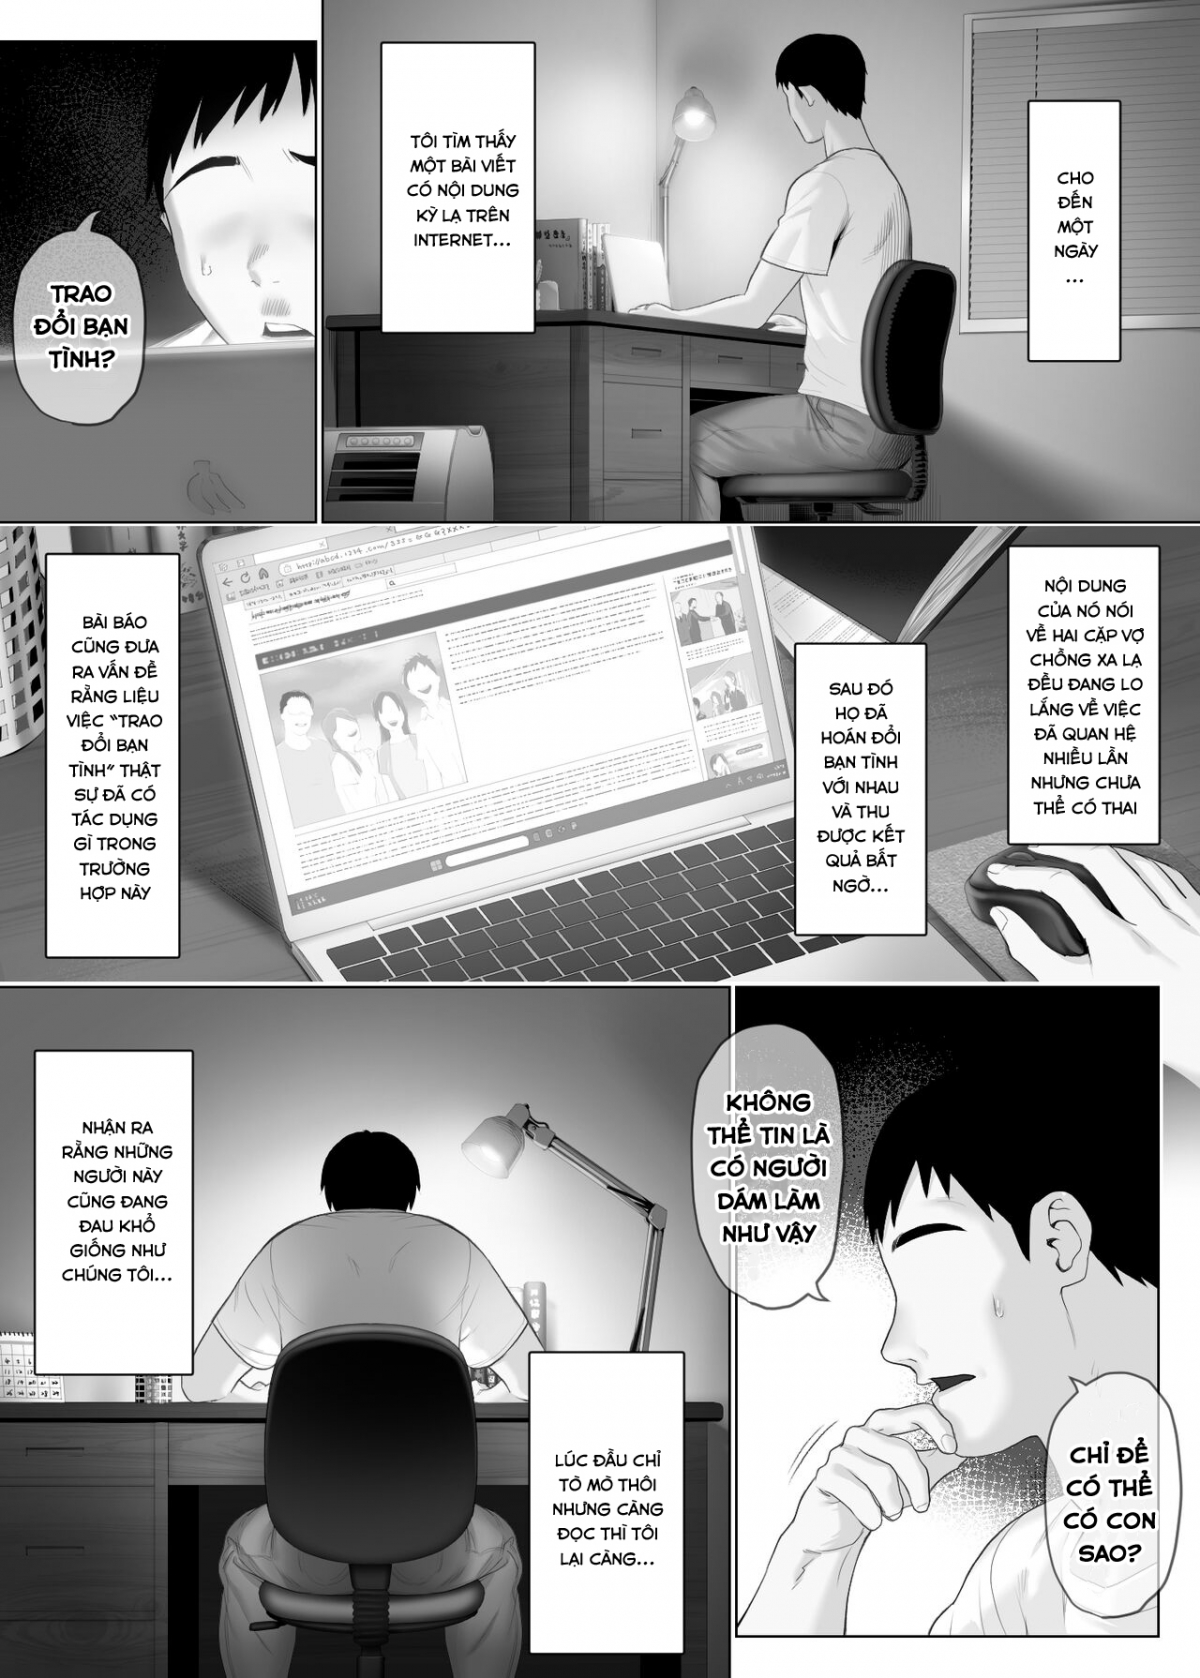 CHO
ĐẾN
MỘT
NGÀY
...
TÔI TÌM THẤY
MỘT BÀI VIẾT
CÓ NỘI DUNG
KỲ LẠ TRÊN
INTERNET...
TRAO
ĐỔI BẠN
TÌNH?
NỘI DUNG
CỦA NÓ NÓI
VỀ HAI CẶP VỢ
CHỒNG XA LẠ
ĐỀU ĐANG LO
LẮNG VỀ VIỆC
ĐÃ QUAN HỆ
NHIỀU LẦN
NHƯNG CHƯA
THỂ CÓ THAI
SAU ĐÓ
HỌ ĐÃ
HOÁN ĐỔI
BẠN TÌNH
VỚI NHAU
VÀ THU
ĐƯỢC KẾT
QUẢ BẤT
NGỜ...
BÀI BÁO
CŨNG ĐƯA
RA VẤN ĐỀ
RẰNG LIỆU
VIỆC "TRAO
ĐỔI BẠN
TÌNH" THẬT
SỰ ĐÃ CÓ
TÁC DỤNG
GÌ TRONG
TRƯỜNG
HỢP NÀY
KHÔNG
THỂ TIN LÀ
CÓ NGƯỜI
DÁM LÀM
NHƯ VẬY
CHỈ ĐỂ
CÓ THỂ
CÓ CON
SAO?
NHẬN RA
RẰNG NHỮNG
NGƯỜI NÀY
CŨNG ĐANG
ĐAU KHỔ
GIỐNG NHƯ
CHÚNG TÔI...
LÚC ĐẦU CHỈ
TÒ MÒ THÔI
NHƯNG CÀNG
ĐỌC THÌ TÔI
LẠI CÀNG...